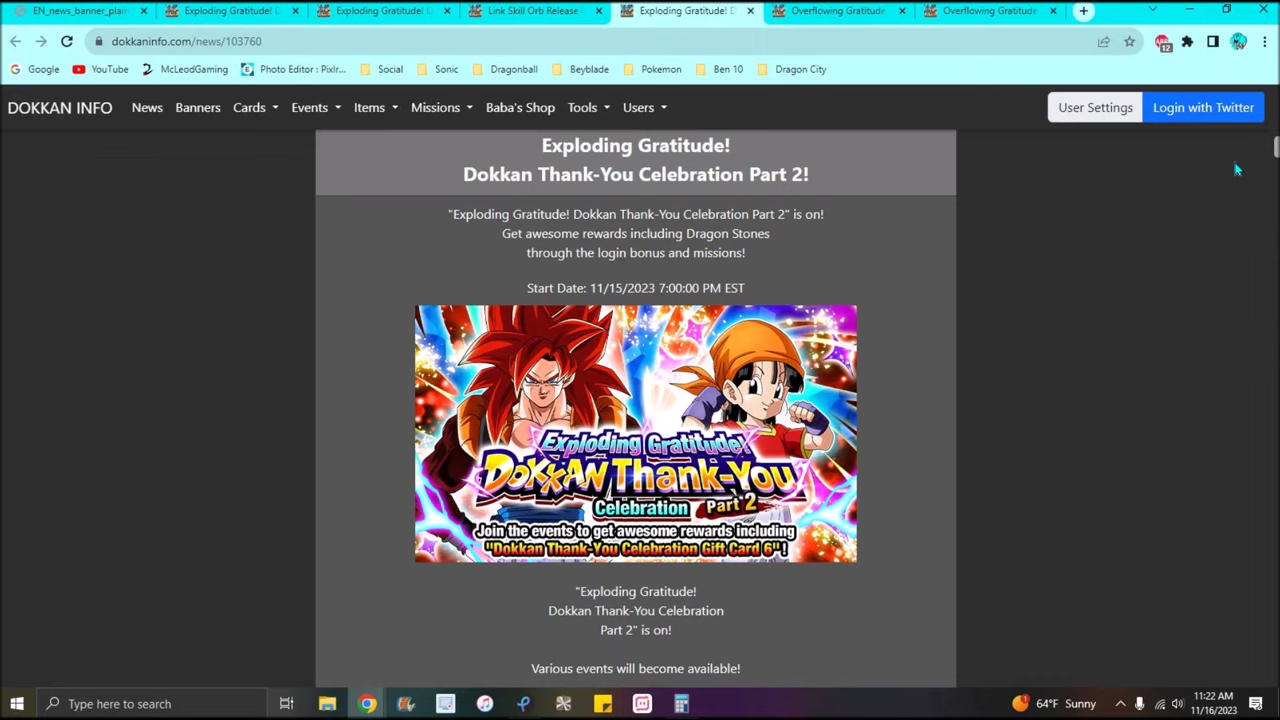 EN_news_banner_plain
Exploding Gratitude! D
Exploding Gratitude! D
Link Skill Orb Release
Exploding Gratitude! D
Overflowing Gratitude
Overflowing Gratitude
dokkaninfo.com/news/103760
12
Google
YouTube
McLeodGaming
Photo Editor : Pixlr...
Social
Sonic
Dragonball
Beyblade
Pokemon
Ben 10
Dragon City
DOKKAN INFO
News
Banners
Cards
Events
Items
Missions
Baba's Shop
Tools
Users
User Settings
Login with Twitter
Exploding Gratitude!
Dokkan Thank-You Celebration Part 2!
"Exploding Gratitude! Dokkan Thank-You Celebration Part 2" is on!
Get awesome rewards including Dragon Stones
through the login bonus and missions!
Start Date: 11/15/2023 7:00:00 PM EST
Exploding Gratitude!
DOKKAN Thank-You
Celebration Part 2
Join the events to get awesome rewards including
"Dokkan Thank-You Celebration Gift Card 6"!
"Exploding Gratitude!
Dokkan Thank-You Celebration
Part 2" is on!
Various events will become available!
Type here to search
64°F Sunny
11:22 AM
11/16/2023